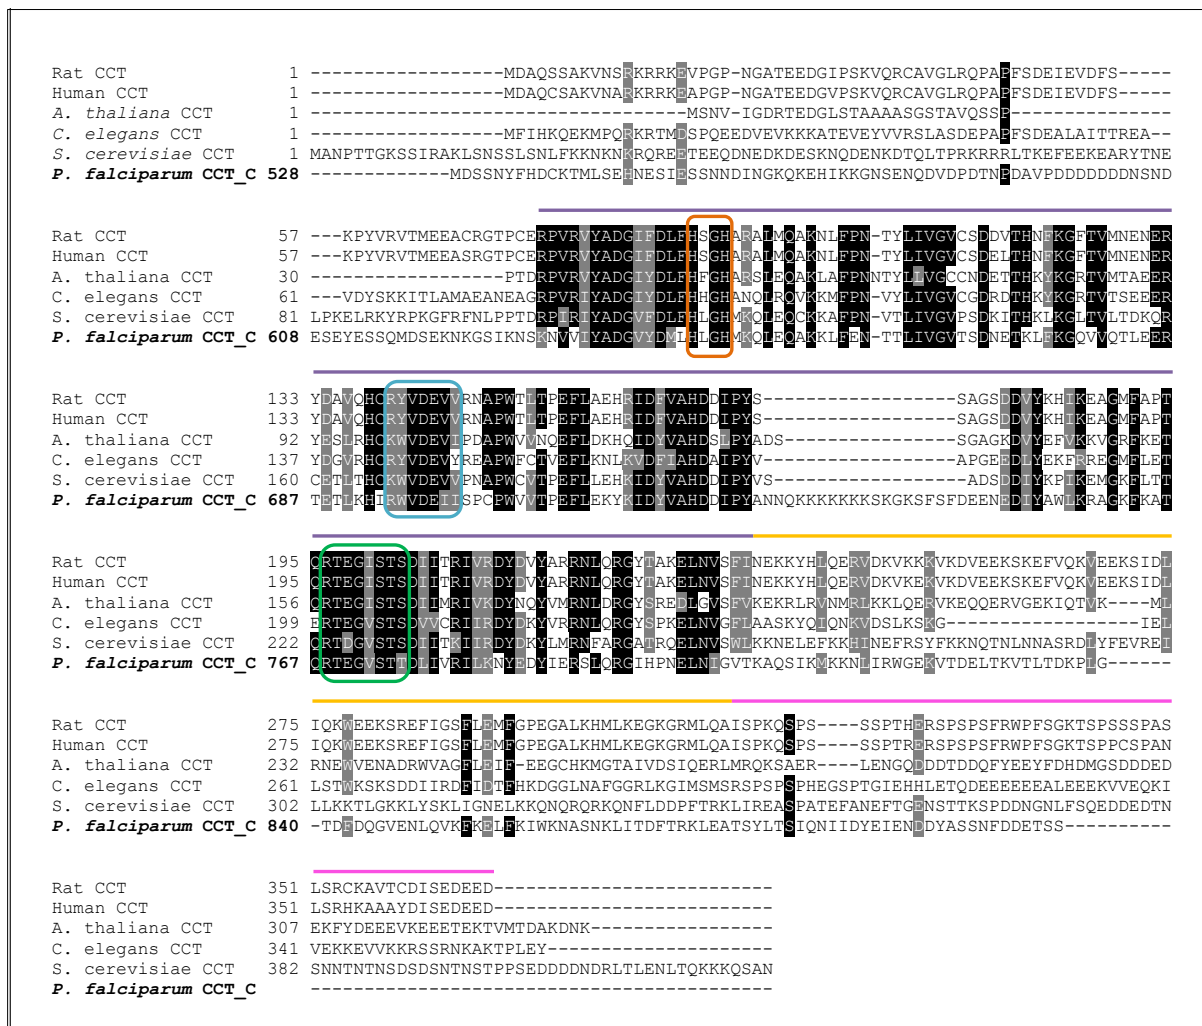 Rat CCT 1 -------------------MDAQSSAKVNSRKRRKEVPGP-NGATEEDGIPSKVQRCAVGLRQPAPFSDEIEVDFS-----
Human CCT 1 -------------------MDAQCSAKVNARKRRKEAPGP-NGATEEDGVPSKVQRCAVGLRQPAPFSDEIEVDFS-----
A. thaliana CCT 1 -------------------------------------MSNV-IGDRTEDGLSTAAAASGSTAVQSSP---------------
C. elegans CCT 1 -------------------MFIHKQEKMPQRKRTMDSPQEEDVEVKKKATEVEYVVRSLASDEPAPFSDEALAITTREA--
S. cerevisiae CCT 1 MANPTTGKSSIRAKLSNSSLSNLFKKNKNKRQREETEEQDNEDKDESKNQDENKDTQLTPRKRRRLTKEFEEKEARYTNE
P. falciparum CCT_C 528 -------------MDSSNYFHDCKTMLSEHNESIESSNNDINGKQKEHIKKGNSENQDVDPDTNPDAVPDDDDDDDNSND
Rat CCT 57 ---KPYVRVTMEEACRGTPCERPVRVYADGIFDLFHSGHARALMQAKNLFPN-TYLIVGVCSDDVTHNFKGFTVMNENER
Human CCT 57 ---KPYVRVTMEEASRGTPCERPVRVYADGIFDLFHSGHARALMQAKNLFPN-TYLIVGVCSDELTHNFKGFTVMNENER
A. thaliana CCT 30 ------------------PTDRPVRVYADGIYDLFHFGHARSLEQAKLAFPNNTYLLVGCCNDETTHKYKGRTVMTAEER
C. elegans CCT 61 ---VDYSKKITLAMAEANEAGRPVRIYADGIYDLFHHGHANQLRQVKKMFPN-VYLIVGVCGDRDTHKYKGRTVTSEEER
S. cerevisiae CCT 81 LPKELRKYRPKGFRFNLPPTDRPIRIYADGVFDLFHLGHMKQLEQCKKAFPN-VTLIVGVPSDKITHKLKGLTVLTDKQR
P. falciparum CCT_C 608 ESEYESSQMDSEKNKGSIKNSKNVVIYADGVYDMLHLGHMKQLEQAKKLFEN-TTLIVGVTSDNETKLFKGQVVQTLEER
Rat CCT 133 YDAVQHCRYVDEVVRNAPWTLTPEFLAEHRIDFVAHDDIPYS------------------SAGSDDVYKHIKEAGMFAPT
Human CCT 133 YDAVQHCRYVDEVVRNAPWTLTPEFLAEHRIDFVAHDDIPYS------------------SAGSDDVYKHIKEAGMFAPT
A. thaliana CCT 92 YESLRHCKWVDEVIPDAPWVVNQEFLDKHQIDYVAHDSLPYADS----------------SGAGKDVYEFVKKVGRFKET
C. elegans CCT 137 YDGVRHCRYVDEVYREAPWFCTVEFLKNLKVDFIAHDAIPYV------------------APGEEDLYEKFRREGMFLET
S. cerevisiae CCT 160 CETLTHCKWVDEVVPNAPWCVTPEFLLEHKIDYVAHDDIPYVS-----------------ADSDDIYKPIKEMGKFLTT
P. falciparum CCT_C 687 TETLKHIRWVDEIISPCPWVVTPEFLEKYKIDYVAHDDIPYANNQKKKKKKKSKGKSFSFDEENEDIYAWLKRAGKFKAT
Rat CCT 195 QRTEGISTSDIITRIVRDYDVYARRNLQRGYTAKELNVSFINEKKYHLQERVDKVKKKVKDVEEKSKEFVQKVEEKSIDL
Human CCT 195 QRTEGISTSDIITRIVRDYDVYARRNLQRGYTAKELNVSFINEKKYHLQERVDKVKEKVKDVEEKSKEFVQKVEEKSIDL
A. thaliana CCT 156 QRTEGISTSDIIMRIVKDYNQYVMRNLDRGYSREDLGVSFVKEKRLRVNMRLKKLQERVKEQQERVGEKIQTVK---ML
C. elegans CCT 199 ERTEGVSTSDVVCRIIRDYDKYVRRNLQRGYSPKELNVGFLAASKYQIQNKVDSLKSKG-----------------IEL
S. cerevisiae CCT 222 QRTDGVSTSDIITKIIRDYDKYLMRNFARGATRQELNVSWLKKNELEFKKHINEFRSYFKKNQTNLNNASRDLYFEVREI
P. falciparum CCT_C 767 QRTEGVSTTDLIVRILKNYEDYIERSLQRGIHPNELNIGVTKAQSIKMKKNLIRWGEKVTDELTKVTLTDKPLG------
Rat CCT 275 IQKWEEKSREFIGSFLEMFGPEGALKHMLKEGKGRMLQAISPKQSPS----SSPTHERSPSPSFRWPFSGKTSPSSSPAS
Human CCT 275 IQKWEEKSREFIGSFLEMFGPEGALKHMLKEGKGRMLQAISPKQSPS----SSPTRERSPSPSFRWPFSGKTSPPCSPAN
A. thaliana CCT 232 RNEWVENADRWVAGFLEIF-EEGCHKMGTAIVDSIQERLMRQKSAER----LENGQDDDTDDQFYEEYFDHDMGSDDDED
C. elegans CCT 261 LSTWKSKSDDIIRDFIDTFHKDGGLNAFGGRLKGIMSMSRSPSPSPHEGSPTGIEHHLETQDEEEEEEALEEKVVEQKI
S. cerevisiae CCT 302 LLKKTLGKKLYSKLIGNELKKQNQRQRKQNFLDDPFTRKLIREASPATEFANEFTGENSTTKSPDDNGNLFSQEDDEDTN
P. falciparum CCT_C 840 -TDFDQGVENLQVKFKELFKIWKNASNKLITDFTRKLEATSYLTSIQNIIDYEIENDDYASSNFDDETSS----------
Rat CCT 351 LSRCKAVTCDISEDEED--------------------------
Human CCT 351 LSRHKAAAYDISEDEED--------------------------
A. thaliana CCT 307 EKFYDEEEVKEEETEKTVMTDAKDNK-----------------
C. elegans CCT 341 VEKKEVVKKRSSRNKAKTPLEY---------------------
S. cerevisiae CCT 382 SNNTNTNSDSDSNTNSTPPSEDDDDNDRLTLENLTQKKKQSAN
P. falciparum CCT_C -------------------------------------------